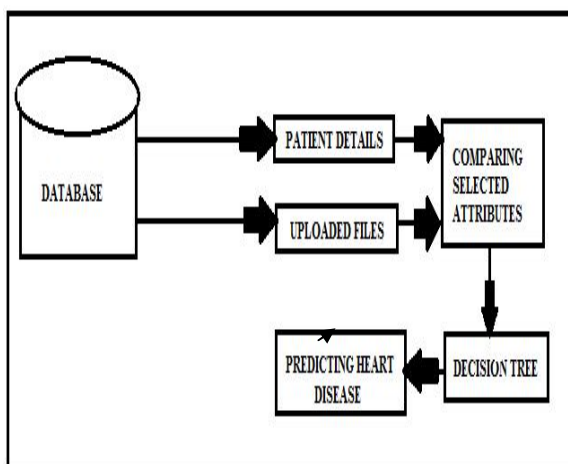 DATABASE
PATIENT DETAILS
UPLOADED FILES
COMPARING
SELECTED
ATTRIBUTES
DECISION TREE
PREDICTING HEART
DISEASE